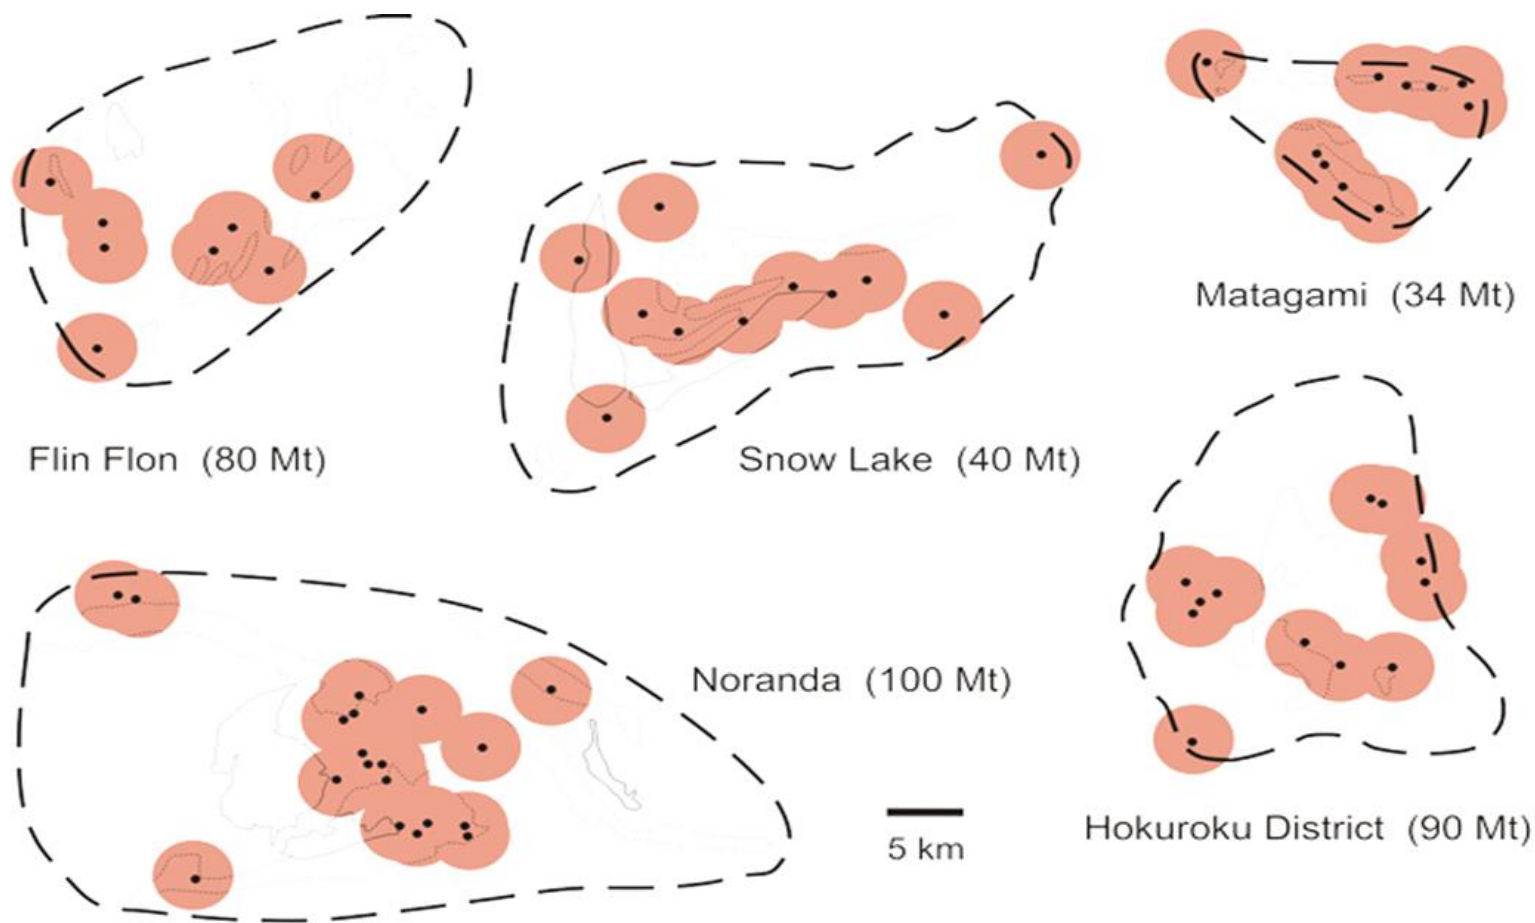 Matagami (34 Mt)
Flin Flon (80 Mt)
Snow Lake (40 Mt)
Noranda (100 Mt)
5 km
Hokuroku District (90 Mt)